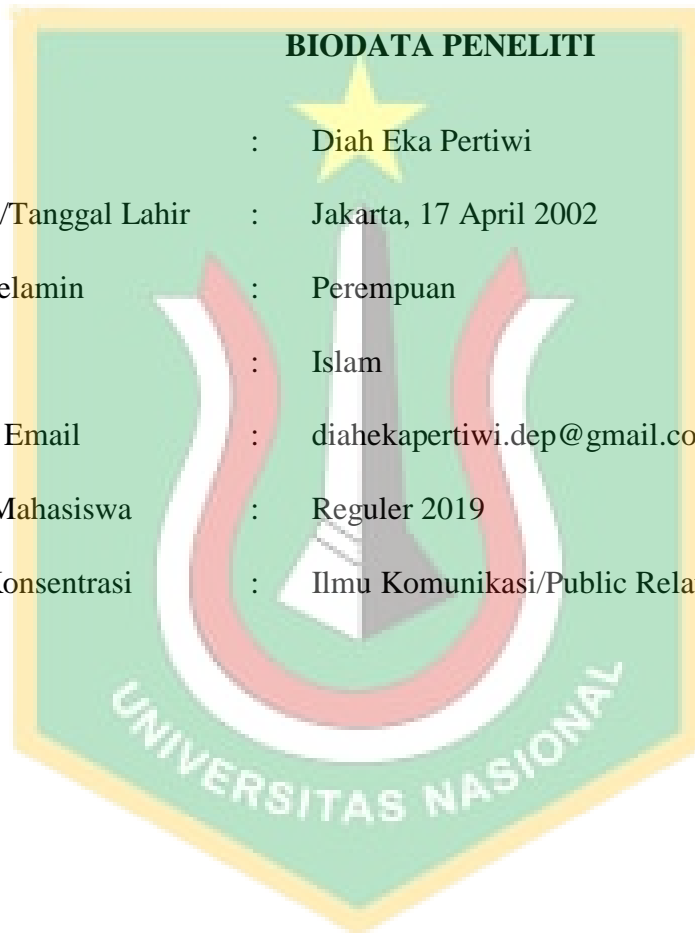 BIODATA PENELITI
: Diah Eka Pertiwi
/Tanggal Lahir : Jakarta, 17 April 2002
elamin : Perempuan
: Islam
Email : diahekapertiwi.dep@gmail.co
Mahasiswa : Reguler 2019
Konsentrasi : Ilmu Komunikasi/Public Rela
UNIVERSITAS NASIONAL